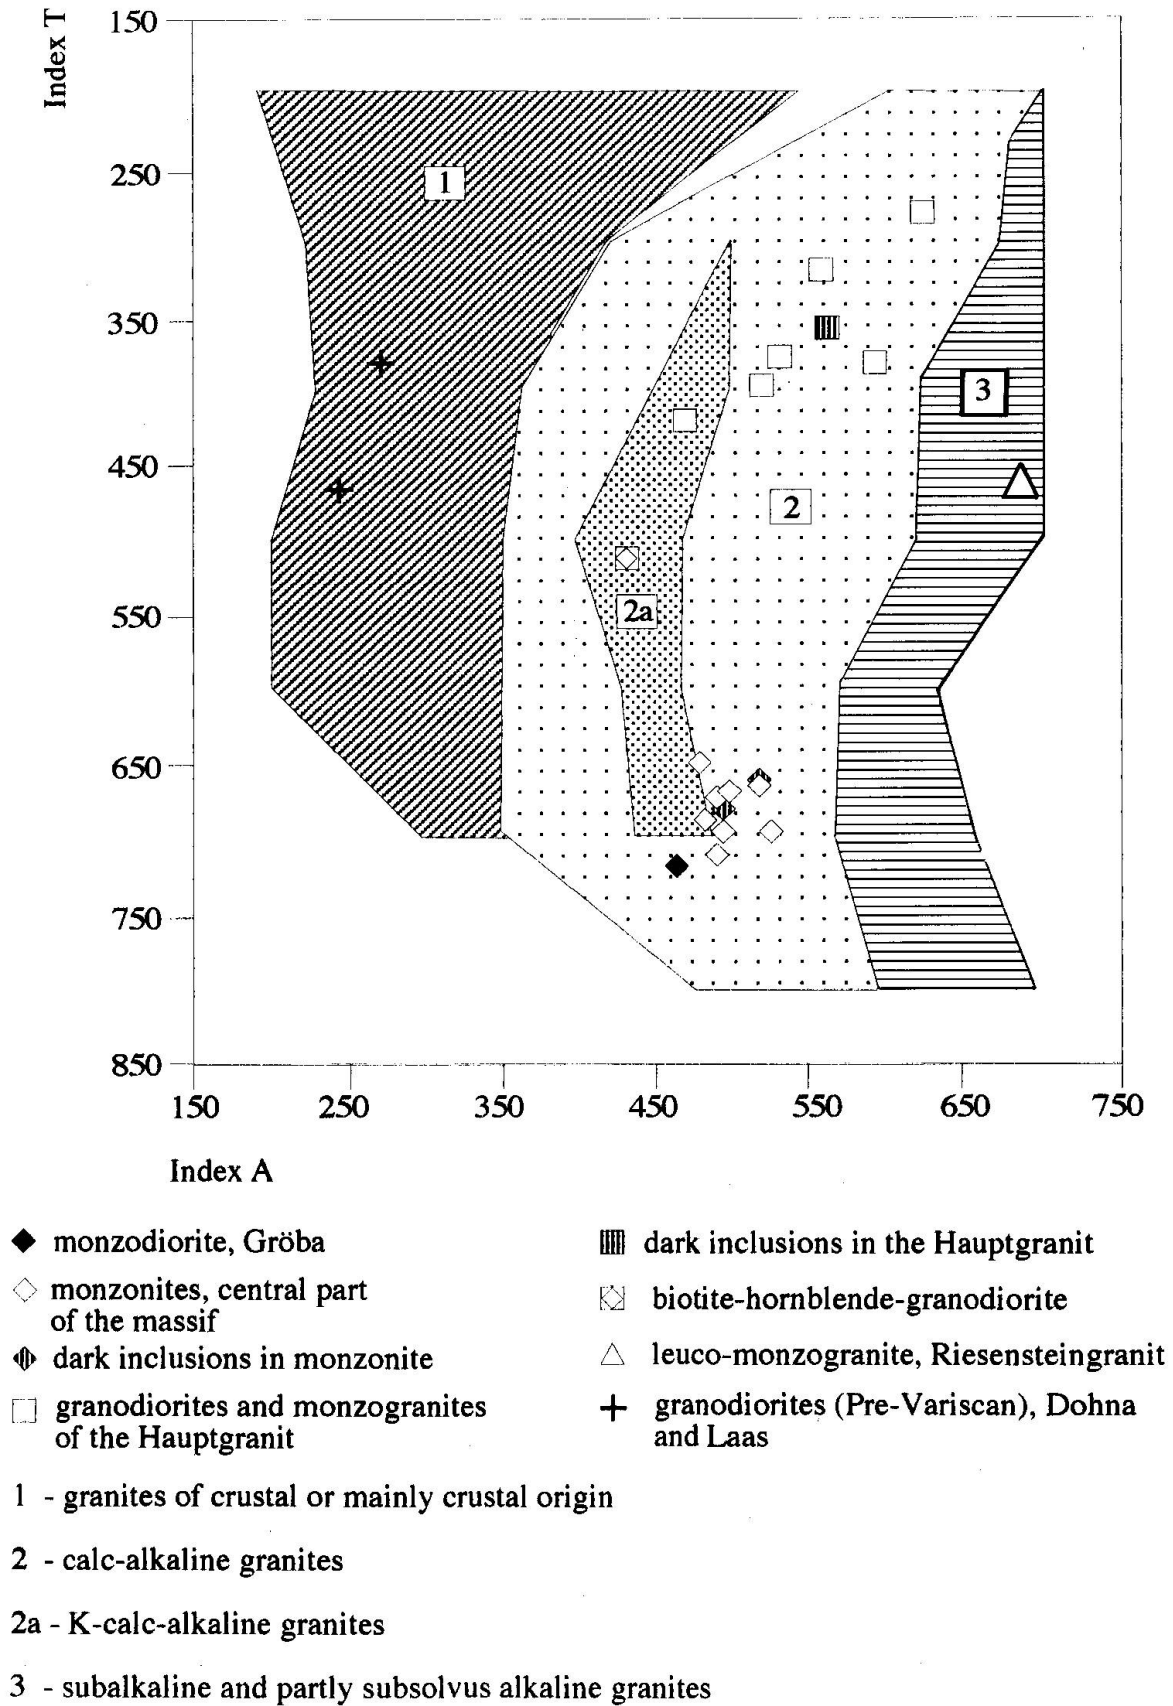 Index T
150
250
350
450
550
650
750
850
1
3
2
2a
150 250 350 450 550 650 750
Index A
monzodiorite, Gröba
monzonites, central part
of the massif
dark inclusions in monzonite
granodiorites and monzogranites
of the Hauptgranit
dark inclusions in the Hauptgranit
biotite-hornblende-granodiorite
leuco-monzogranite, Riesensteingranit
granodiorites (Pre-Variscan), Dohna
and Laas
1 - granites of crustal or mainly crustal origin
2 - calc-alkaline granites
2a - K-calc-alkaline granites
3 - subalkaline and partly subsolvus alkaline granites